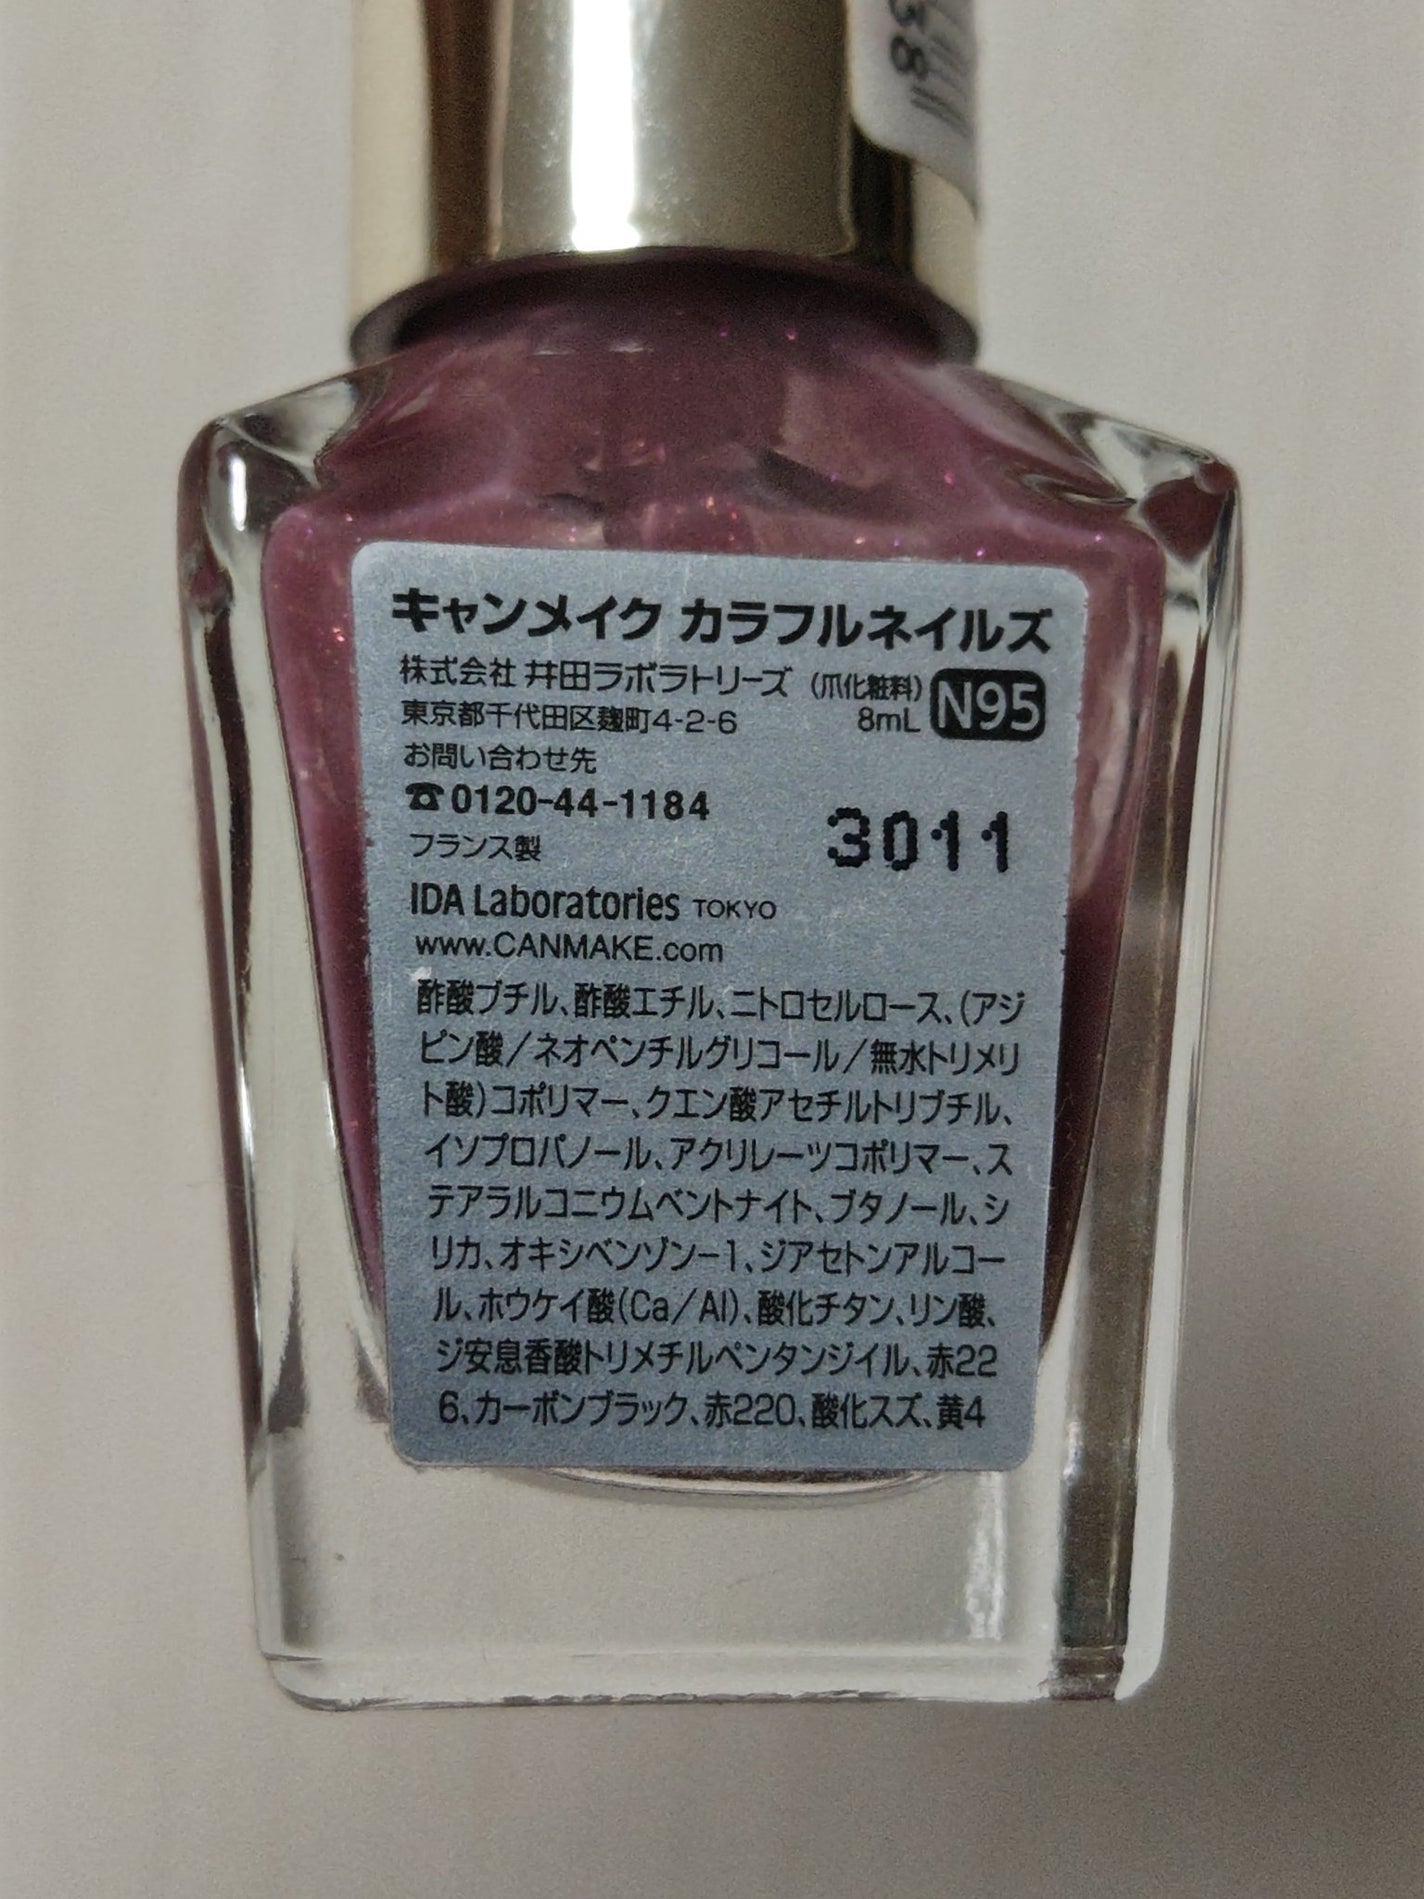 38
キャンメイク カラフルネイルズ
株式会社 井田ラボラトリーズ (爪化粧料) N95
東京都千代田区麹町4-2-6 8mL
お問い合わせ先
☎0120-44-1184
3011
フランス製
IDA Laboratories TOKYO
www.CANMAKE.com
酢酸ブチル、酢酸エチル、ニトロセルロース、(アジ
ピン酸/ネオペンチルグリコール/無水トリメリ
ト酸)コポリマー、クエン酸アセチルトリブチル、
イソプロパノール、アクリレーツコポリマー、ス
テアラルコニウムベントナイト、ブタノール、シ
リカ、オキシベンゾン-1、ジアセトンアルコー
ル、ホウケイ酸(Ca/Al)、酸化チタン、リン酸、
ジ安息香酸トリメチルペンタンジイル、赤22
6、カーボンブラック、赤220、酸化スズ、黄4